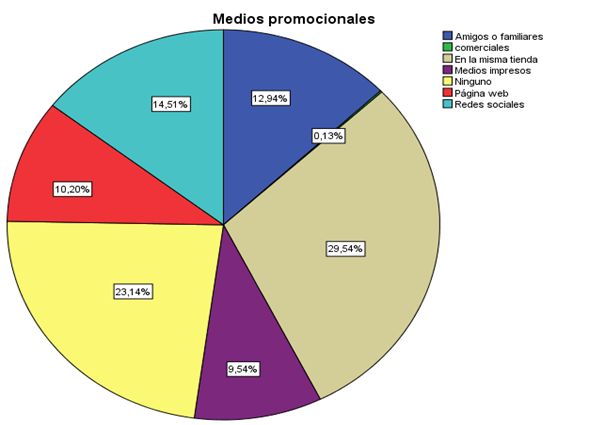 Medios promocionales
Amigos o familiares
comerciales
En la misma tienda
Medios impresos
Ninguno
Página web
Redes sociales
14,51%
12,94%
0,13%
10,20%
29,54%
23,14%
9,54%